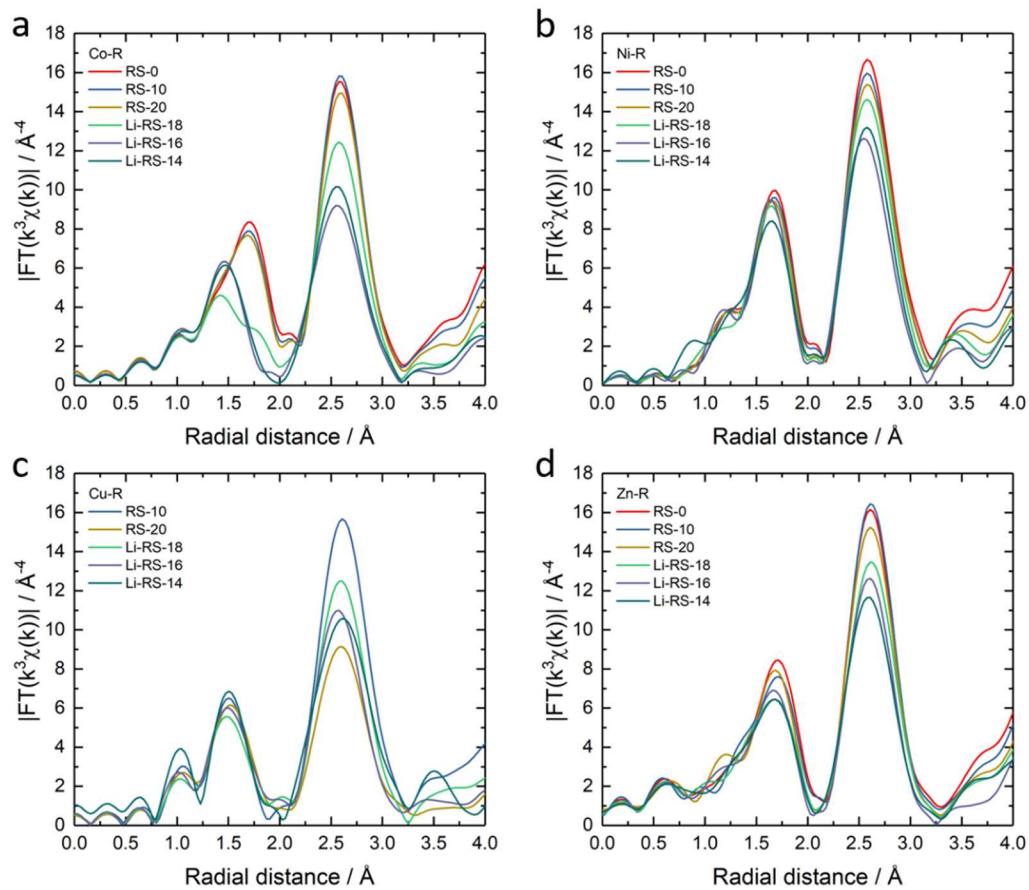 a
Co-R
RS-0
RS-10
RS-20
Li-RS-18
Li-RS-16
Li-RS-14
|FT(k³χ(k))| / Å⁻⁴
18
16
14
12
10
8
6
4
2
0
0.0 0.5 1.0 1.5 2.0 2.5 3.0 3.5 4.0
Radial distance / Å
b
Ni-R
RS-0
RS-10
RS-20
Li-RS-18
Li-RS-16
Li-RS-14
|FT(k³χ(k))| / Å⁻⁴
18
16
14
12
10
8
6
4
2
0
0.0 0.5 1.0 1.5 2.0 2.5 3.0 3.5 4.0
Radial distance / Å
c
Cu-R
RS-10
RS-20
Li-RS-18
Li-RS-16
Li-RS-14
|FT(k³χ(k))| / Å⁻⁴
18
16
14
12
10
8
6
4
2
0
0.0 0.5 1.0 1.5 2.0 2.5 3.0 3.5 4.0
Radial distance / Å
d
Zn-R
RS-0
RS-10
RS-20
Li-RS-18
Li-RS-16
Li-RS-14
|FT(k³χ(k))| / Å⁻⁴
18
16
14
12
10
8
6
4
2
0
0.0 0.5 1.0 1.5 2.0 2.5 3.0 3.5 4.0
Radial distance / Å